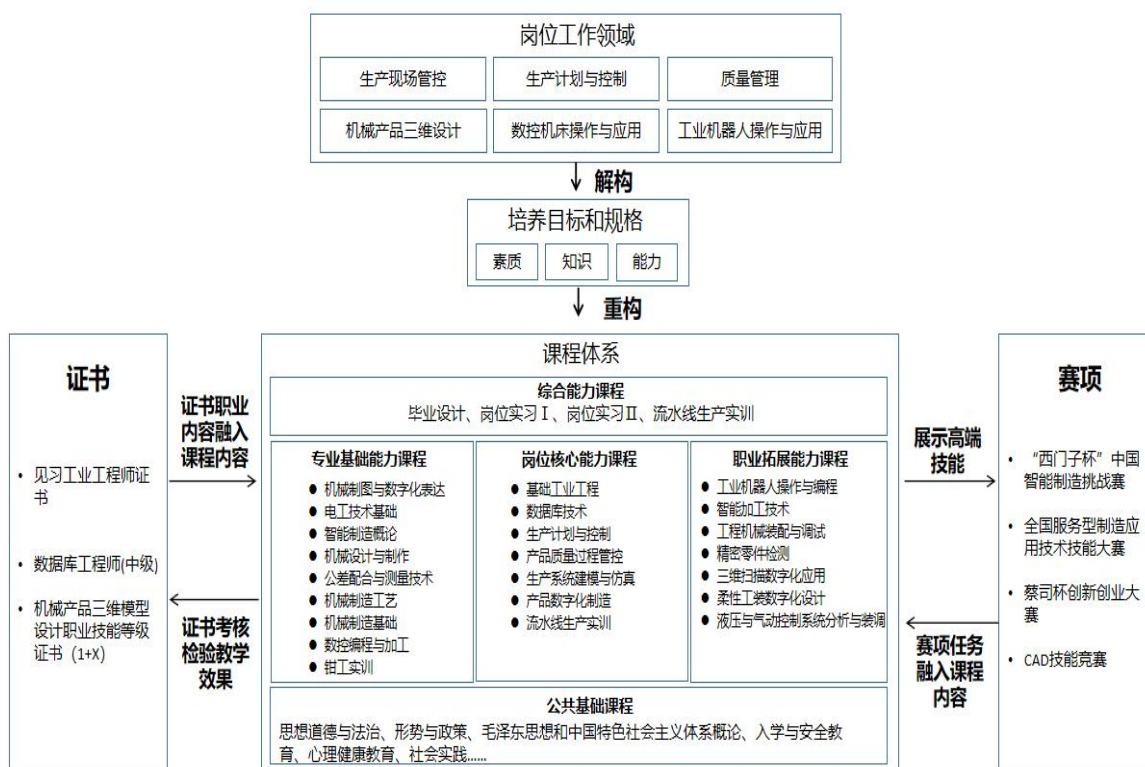 岗位工作领域
生产现场管控
生产计划与控制
质量管理
机械产品三维设计
数控机床操作与应用
工业机器人操作与应用
解构
培养目标和规格
素质
知识
能力
重构
证书
• 见习工业工程师证
书
• 数据库工程师(中级)
• 机械产品三维模型
设计职业技能等级
证书（1+X）
证书职业
内容融入
课程内容
证书考核
检验教学
效果
课程体系
综合能力课程
毕业设计、岗位实习Ⅰ、岗位实习Ⅱ、流水线生产实训
专业基础能力课程
● 机械制图与数字化表达
● 电工技术基础
● 智能制造概论
● 机械设计与制作
● 公差配合与测量技术
● 机械制造工艺
● 机械制造基础
● 数控编程与加工
● 钳工实训
岗位核心能力课程
● 基础工业工程
● 数据库技术
● 生产计划与控制
● 产品质量过程管控
● 生产系统建模与仿真
● 产品数字化制造
● 流水线生产实训
职业拓展能力课程
● 工业机器人操作与编程
● 智能加工技术
● 工程机械装配与调试
● 精密零件检测
● 三维扫描数字化应用
● 柔性工装数字化设计
● 液压与气动控制系统分析与装调
公共基础课程
思想道德与法治、形势与政策、毛泽东思想和中国特色社会主义体系概论、入学与安全教
育、心理健康教育、社会实践......
展示高端
技能
赛项任务
融入课程
内容
赛项
• “西门子杯”中国
智能制造挑战赛
• 全国服务型制造应
用技术技能大赛
• 蔡司杯创新创业大
赛
• CAD技能竞赛